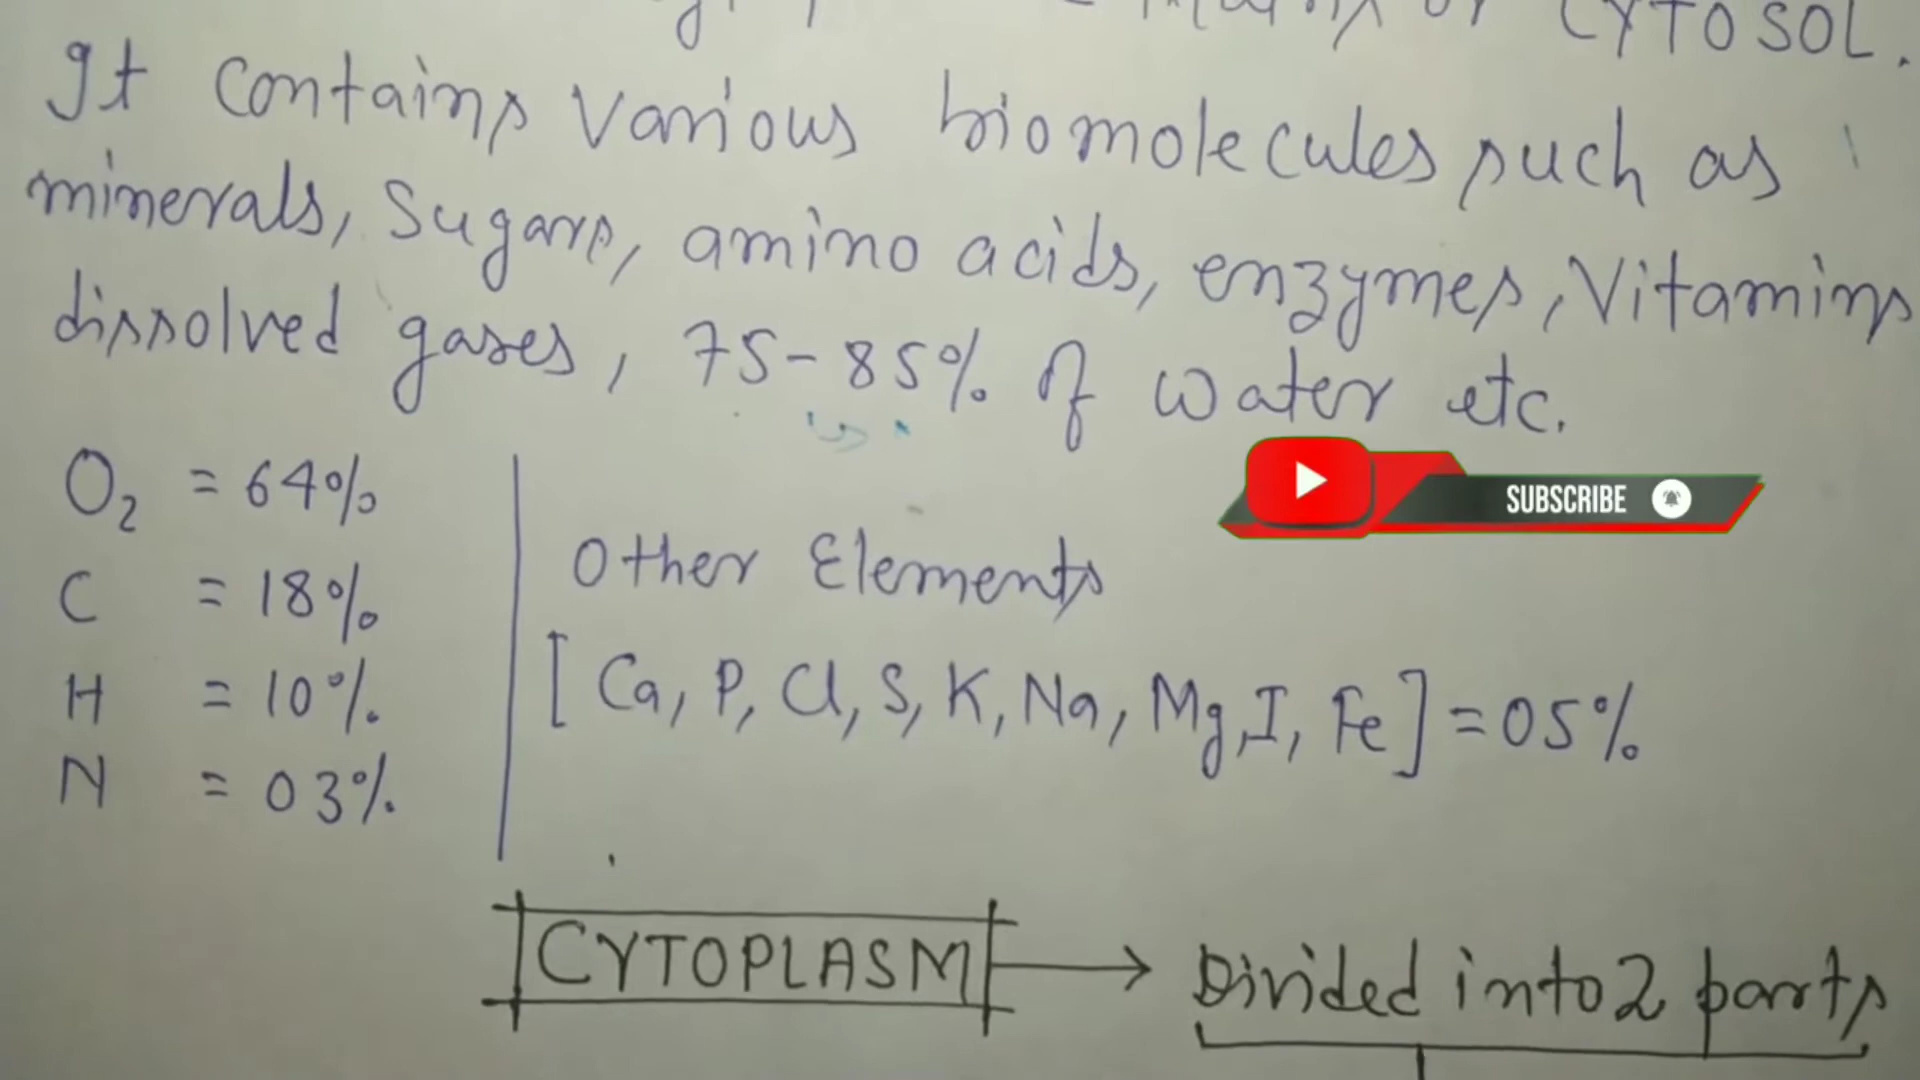 Matrix or CYTOSOL.
It contains various biomolecules such as
minerals, Sugars, amino acids, enzymes, Vitamins
dissolved gases, 75-85% of water etc.
O2 = 64%
C = 18%
H = 10%.
N = 03%.
Other Elements
[Ca, P, Cl, S, K, Na, Mg, I, Fe] = 05%
SUBSCRIBE
CYTOPLASM → Divided into 2 parts